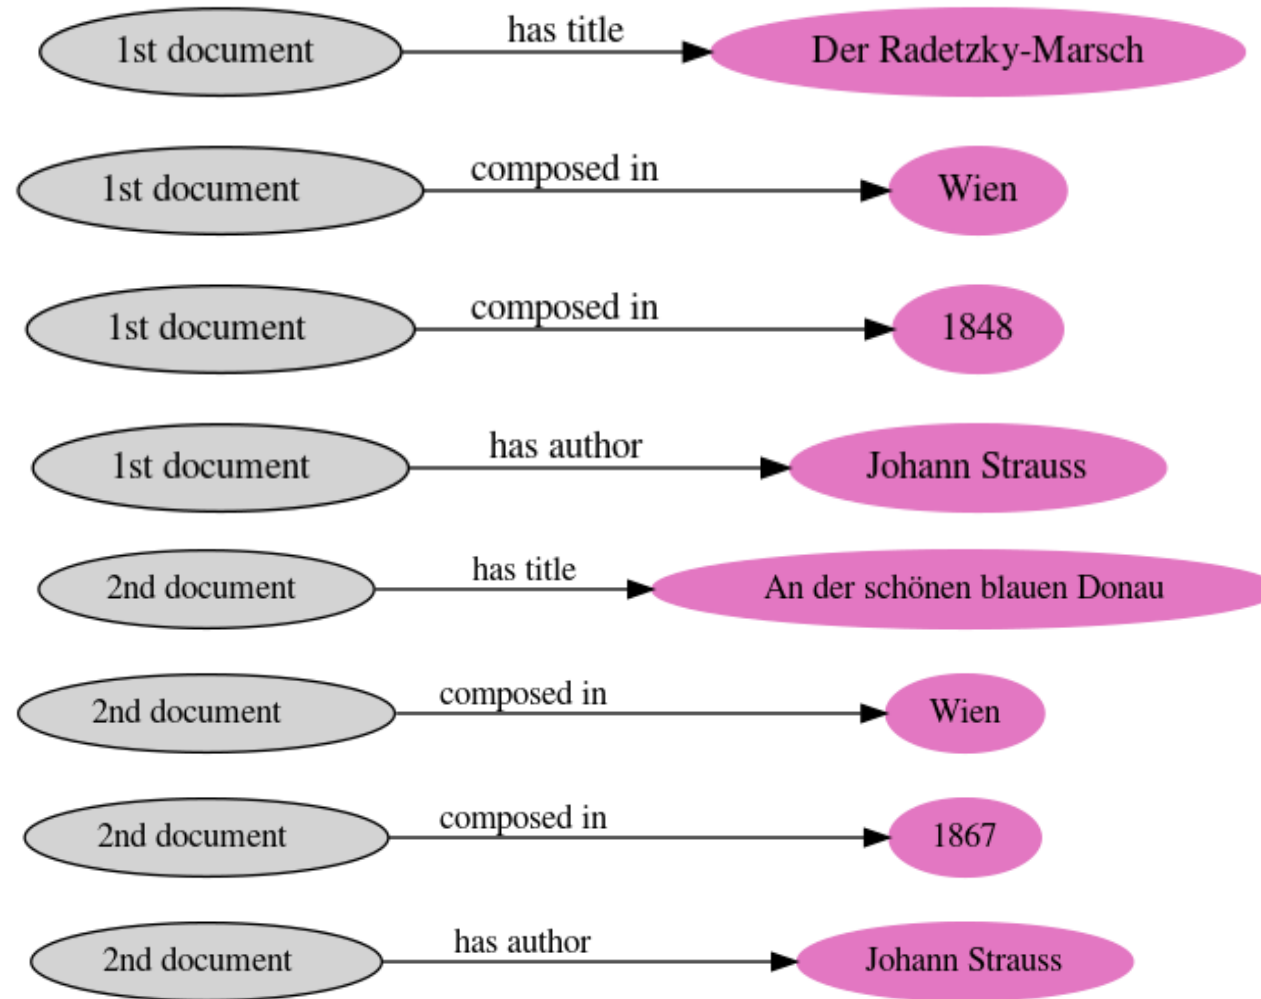 1st document has title Der Radetzky-Marsch
1st document composed in Wien
1st document composed in 1848
1st document has author Johann Strauss
2nd document has title An der schönen blauen Donau
2nd document composed in Wien
2nd document composed in 1867
2nd document has author Johann Strauss